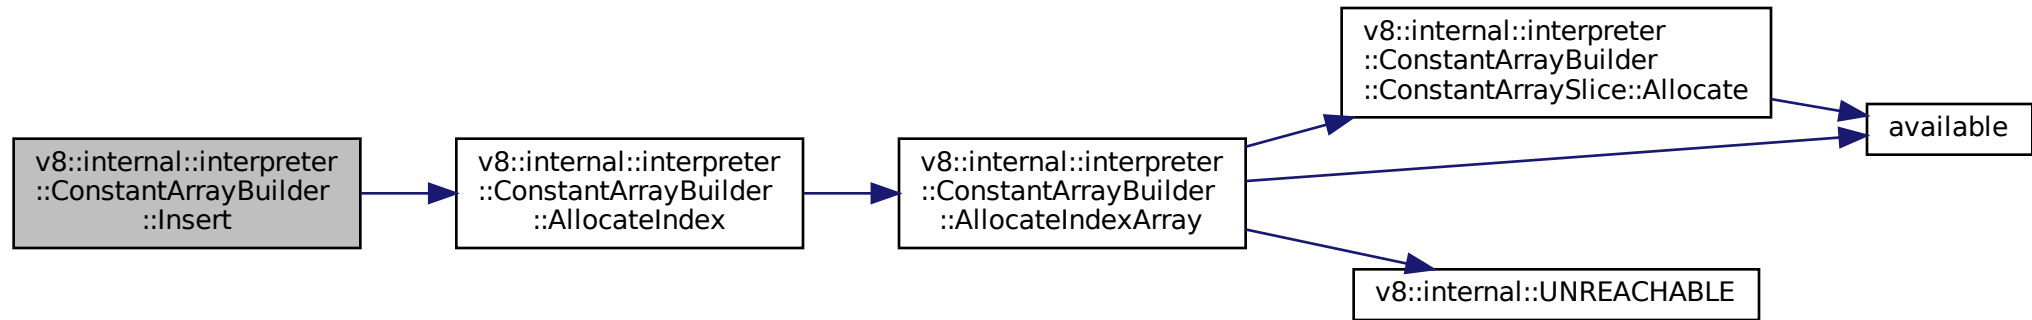 v8::internal::interpreter
::ConstantArrayBuilder
::Insert
v8::internal::interpreter
::ConstantArrayBuilder
::AllocateIndex
v8::internal::interpreter
::ConstantArrayBuilder
::AllocateIndexArray
v8::internal::interpreter
::ConstantArrayBuilder
::ConstantArraySlice::Allocate
available
v8::internal::UNREACHABLE